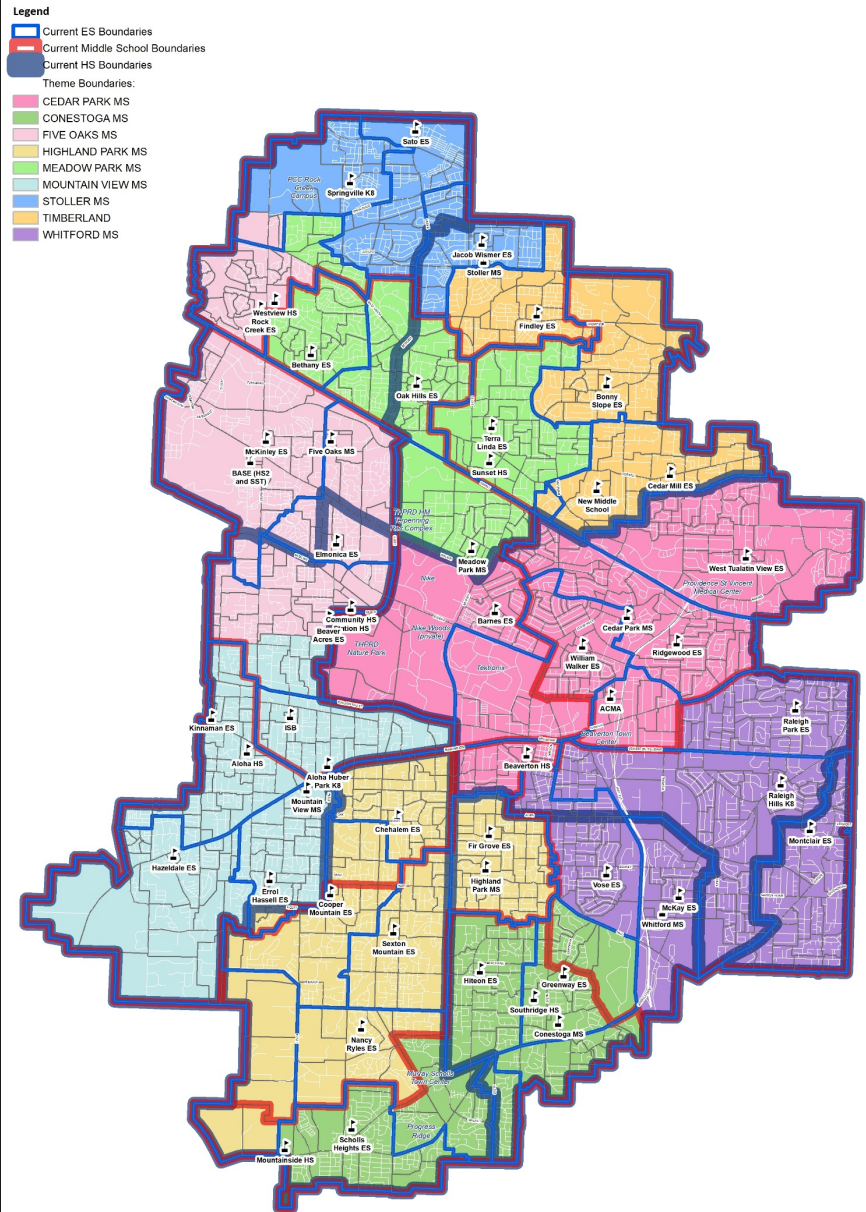 Legend
Current ES Boundaries
Current Middle School Boundaries
Current HS Boundaries
Theme Boundaries:
CEDAR PARK MS
CONESTOGA MS
FIVE OAKS MS
HIGHLAND PARK MS
MEADOW PARK MS
MOUNTAIN VIEW MS
STOLLER MS
TIMBERLAND
WHITFORD MS
Sato ES
PCC Rock
Creek
Campus
Springville K8
Jacob Wismer ES
Stoller MS
Westview HS
Rock
Creek ES
Findley ES
Bethany ES
Oak Hills ES
Bonny
Slope ES
Terra
Linda ES
Sunset HS
McKinley ES
Five Oaks MS
BASE (HS2
and SST)
Cedar Mill ES
New Middle
School
THPRD HM
Terpenning
Rec Complex
Elmonica ES
Meadow
Park MS
West Tualatin View ES
Nike
Providence St Vincent
Medical Center
Community HS
Beaver
Acres ES
Barnes ES
Nike Woods
(private)
Cedar Park MS
THPRD
Nature Park
William
Walker ES
Ridgewood ES
Tektronix
ACMA
Kinnaman ES
ISB
Raleigh
Park ES
Beaverton Town
Center
Aloha HS
Beaverton HS
Aloha Huber
Park K8
Raleigh
Hills K8
Mountain
View MS
Chehalem ES
Fir Grove ES
Montclair ES
Hazeldale ES
Highland
Park MS
Errol
Hassell ES
Vose ES
Cooper
Mountain ES
McKay ES
Whitford MS
Sexton
Mountain ES
Hiteon ES
Greenway ES
Southridge HS
Conestoga MS
Nancy
Ryles ES
Murray Scholls
Town Center
Progress
Ridge
Scholls
Heights ES
Mountainside HS